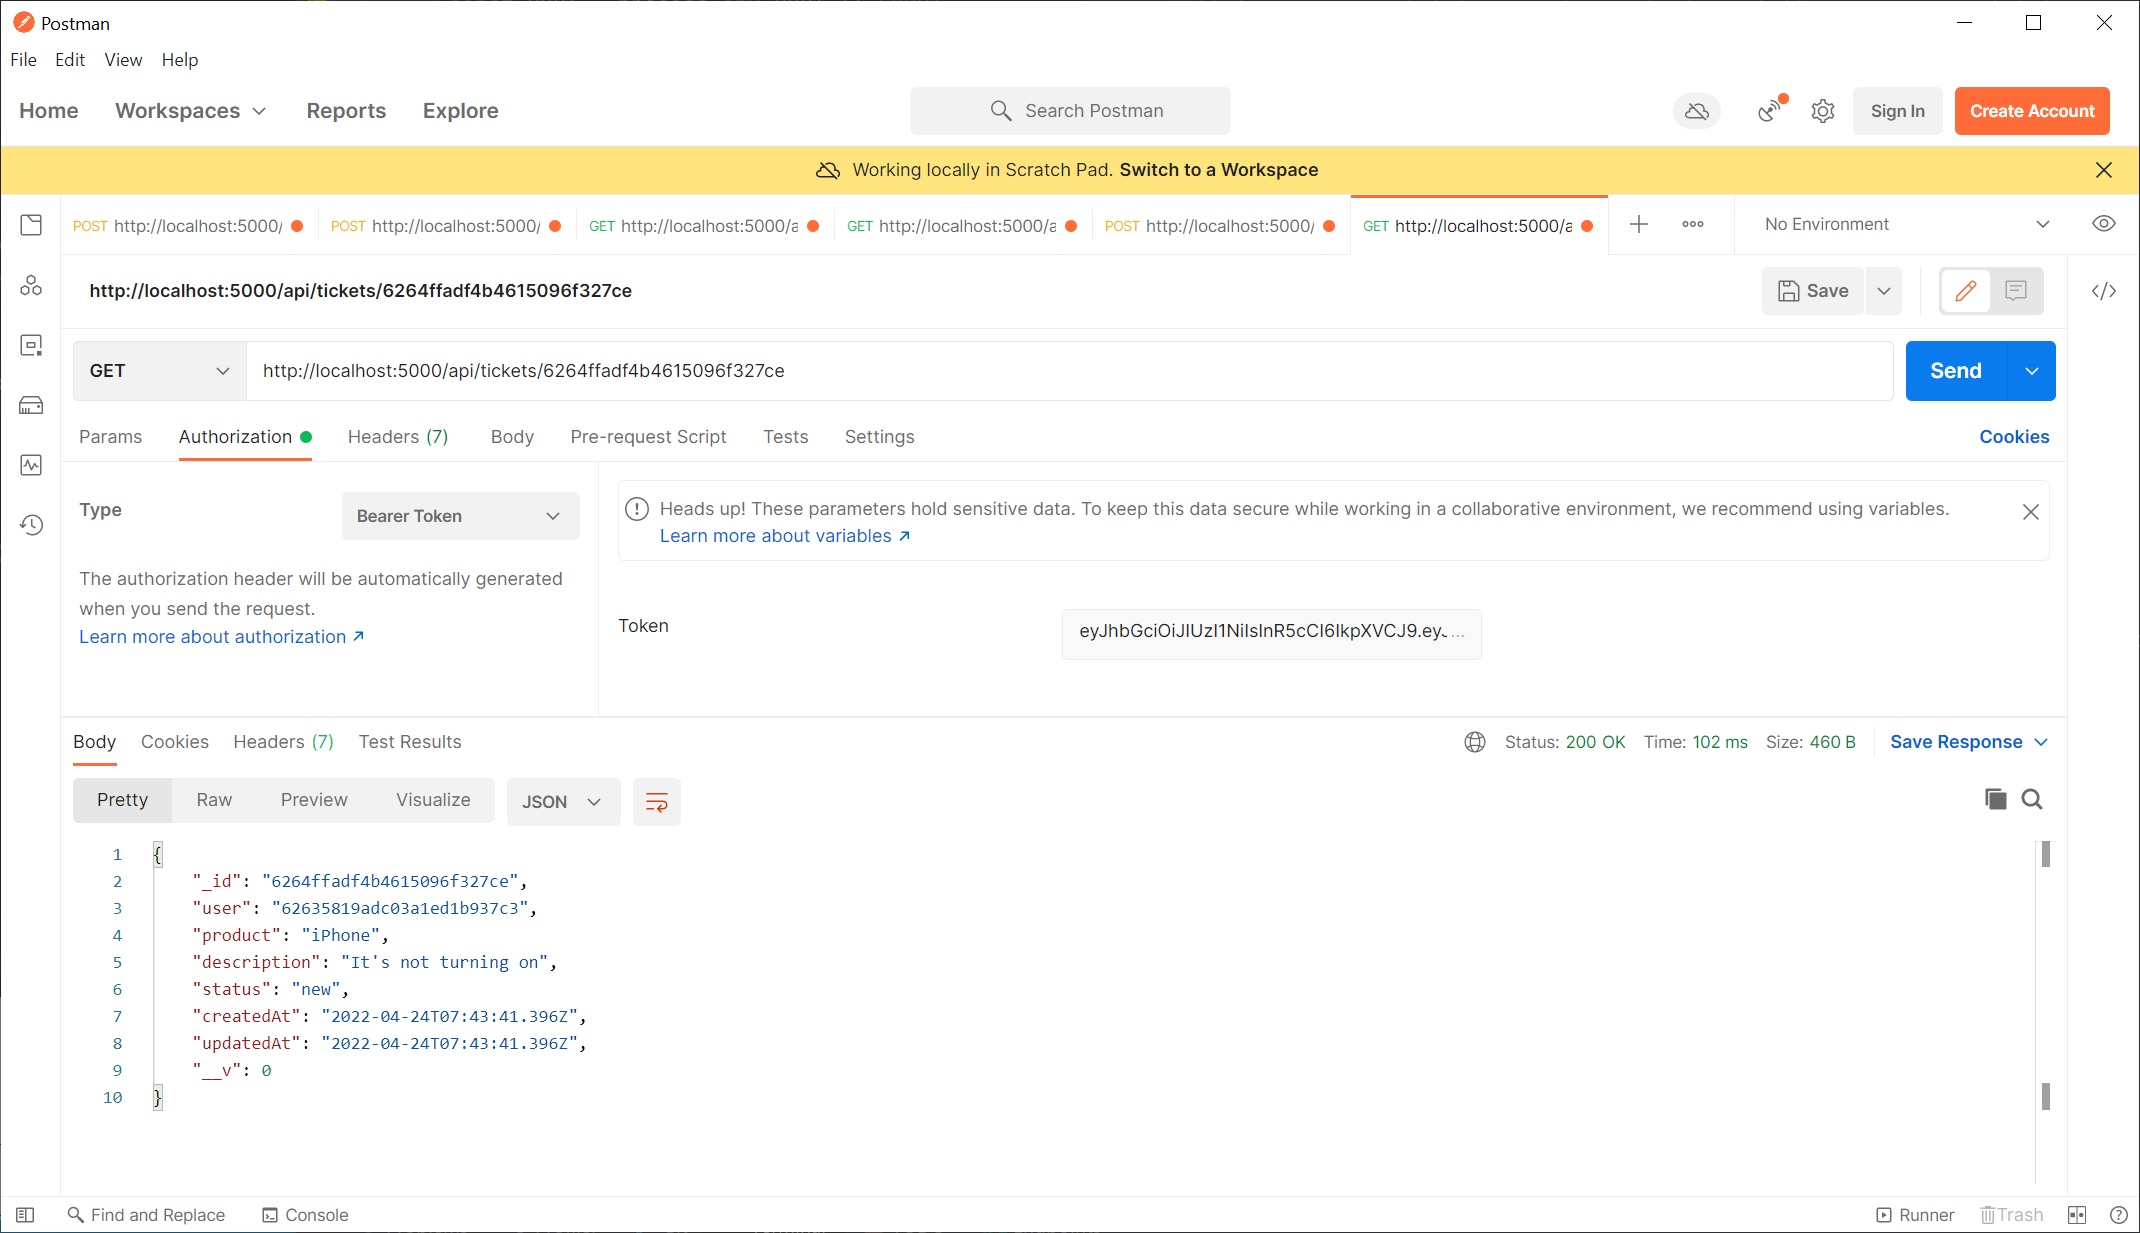 Postman
File Edit View Help
Home Workspaces Reports Explore Search Postman Sign In Create Account
Working locally in Scratch Pad. Switch to a Workspace
POST http://localhost:5000/ POST http://localhost:5000/ GET http://localhost:5000/a GET http://localhost:5000/a POST http://localhost:5000/ GET http://localhost:5000/a No Environment
http://localhost:5000/api/tickets/6264ffadf4b4615096f327ce Save
GET http://localhost:5000/api/tickets/6264ffadf4b4615096f327ce Send
Params Authorization Headers (7) Body Pre-request Script Tests Settings Cookies
Type Bearer Token
Heads up! These parameters hold sensitive data. To keep this data secure while working in a collaborative environment, we recommend using variables.
Learn more about variables
The authorization header will be automatically generated
when you send the request.
Learn more about authorization
Token eyJhbGciOiJIUzI1NiIsInR5cCI6IkpXVCJ9.eyJ...
Body Cookies Headers (7) Test Results Status: 200 OK Time: 102 ms Size: 460 B Save Response
Pretty Raw Preview Visualize JSON
1 {
2 "_id": "6264ffadf4b4615096f327ce",
3 "user": "62635819adc03a1ed1b937c3",
4 "product": "iPhone",
5 "description": "It's not turning on",
6 "status": "new",
7 "createdAt": "2022-04-24T07:43:41.396Z",
8 "updatedAt": "2022-04-24T07:43:41.396Z",
9 "__v": 0
10 }
Find and Replace Console Runner Trash